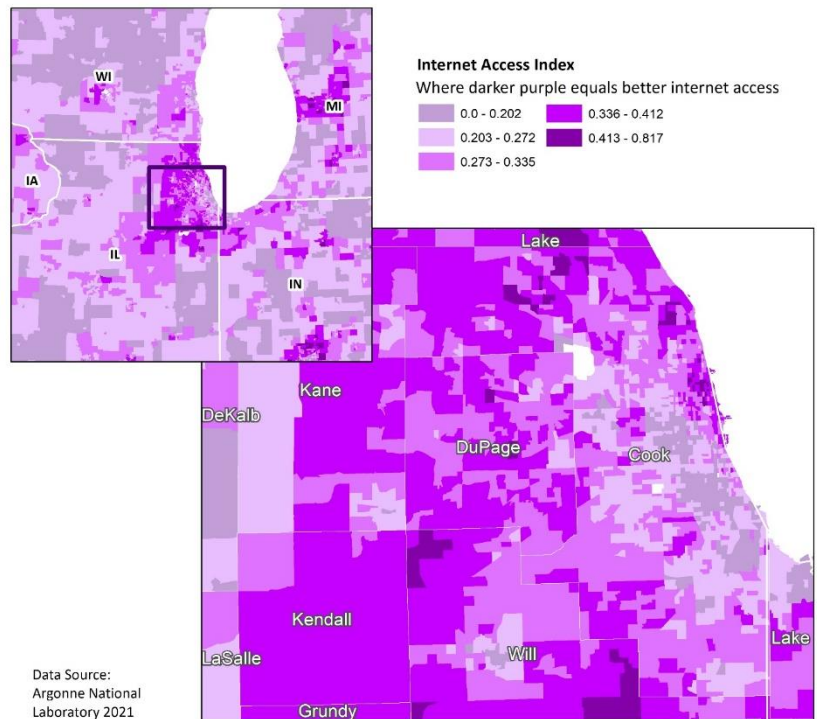 WI
MI
IA
IL
IN
Internet Access Index
Where darker purple equals better internet access
0.0 - 0.202
0.203 - 0.272
0.273 - 0.335
0.336 - 0.412
0.413 - 0.817
Lake
Kane
DeKalb
DuPage
Cook
Kendall
LaSalle
Will
Lake
Grundy
Data Source:
Argonne National
Laboratory 2021